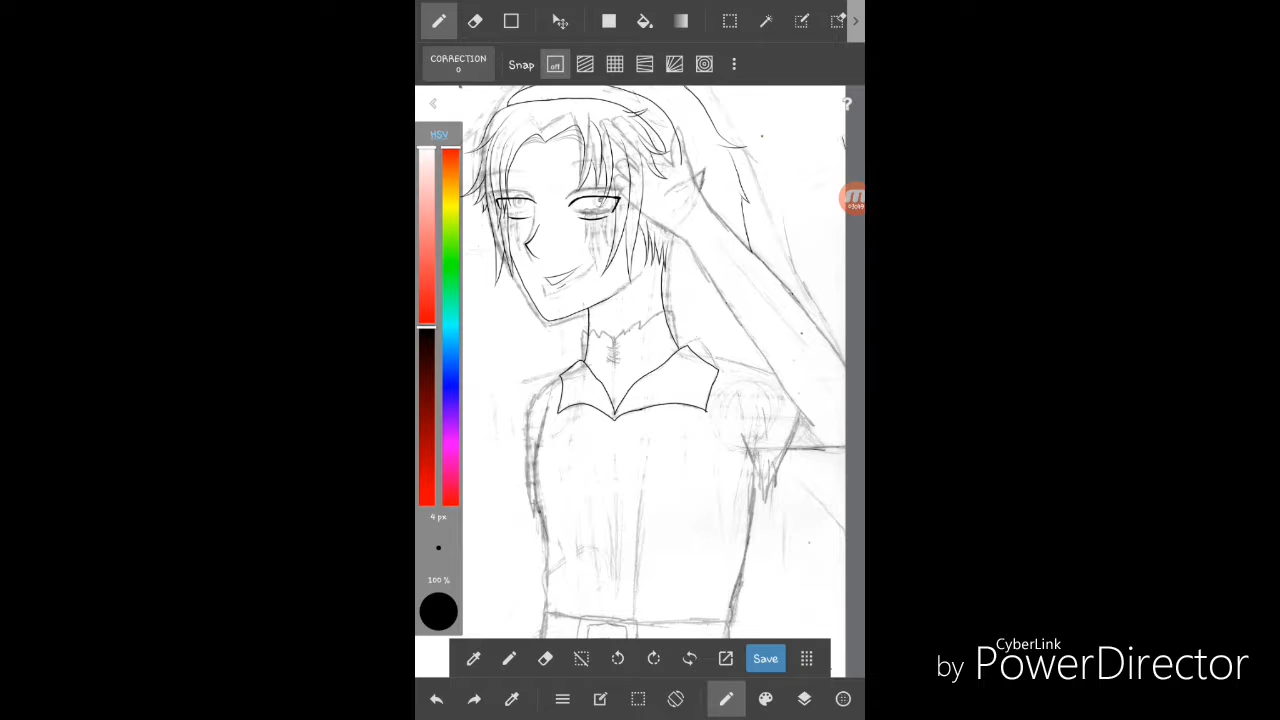 CORRECTION
0
Snap
off
?
HSV
4 px
100 %
Save
CyberLink
by PowerDirector